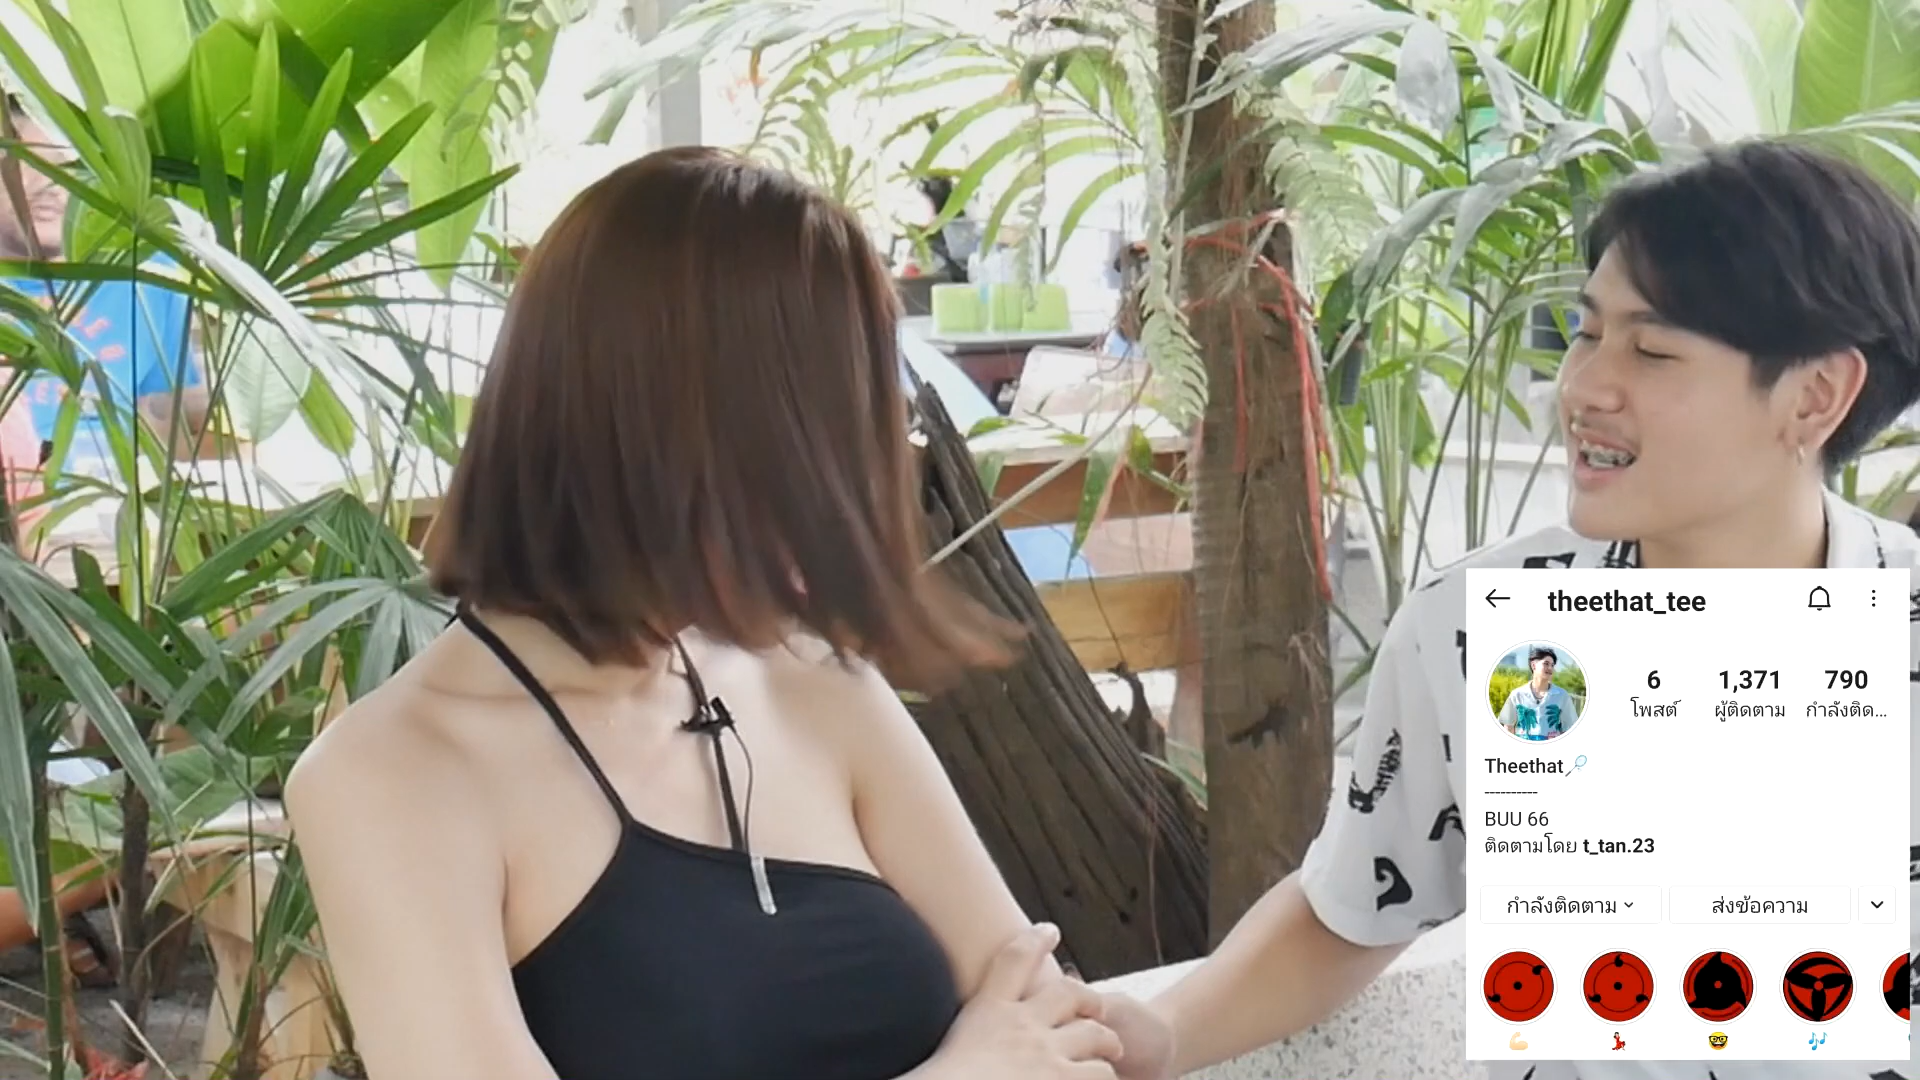 theethat_tee
6 1,371 790
โพสต์ ผู้ติดตาม กำลังติด...
Theethat
----------
BUU 66
ติดตามโดย t_tan.23
กำลังติดตาม ส่งข้อความ